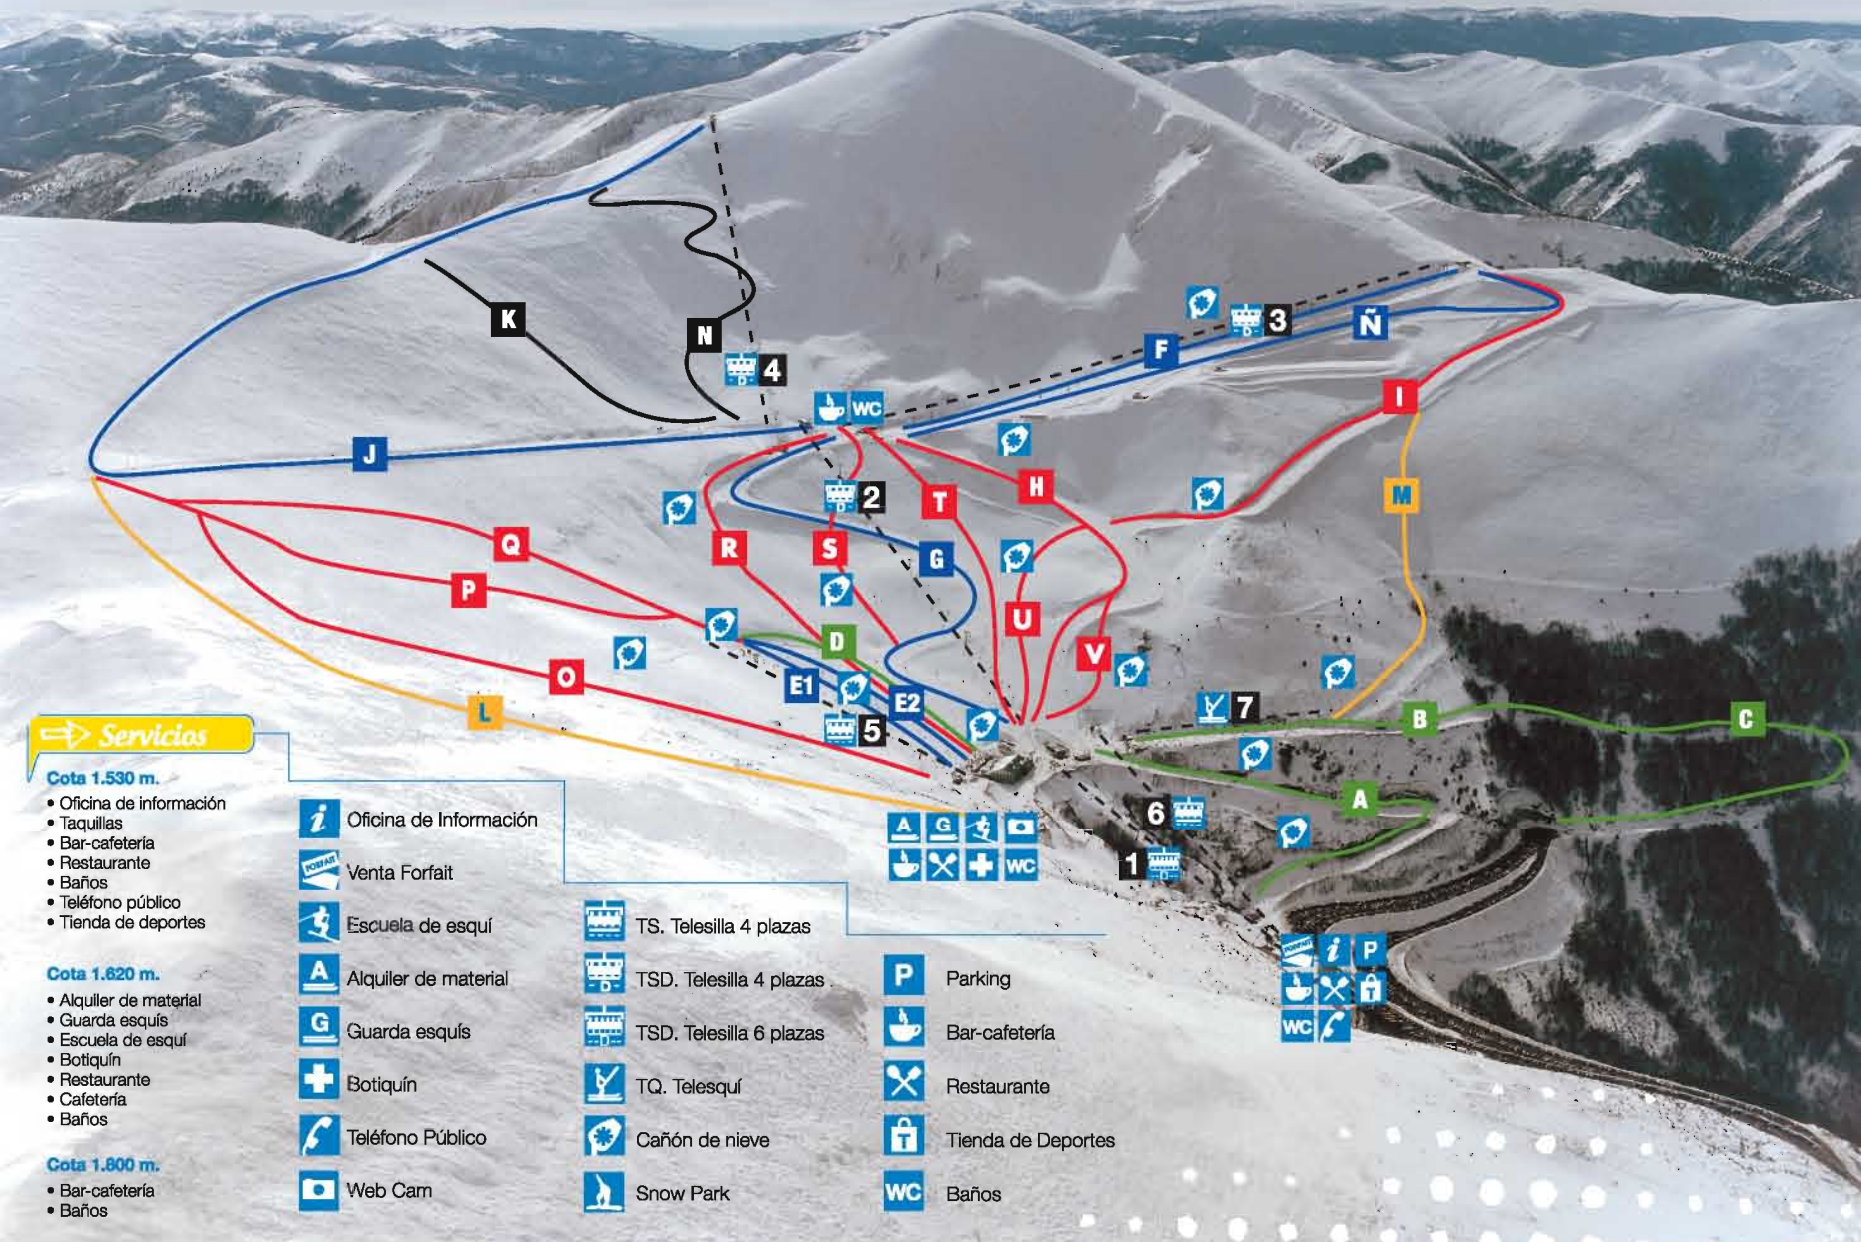 K
N
4
WC
3
F
Ñ
I
J
2
T
H
M
Q
R
S
G
P
U
D
V
O
E1
E2
L
5
7
B
C
A
6
1
A
G
WC
FORFAIT
i
P
T
WC
Servicios
Cota 1.530 m.
• Oficina de información
• Taquillas
• Bar-cafetería
• Restaurante
• Baños
• Teléfono público
• Tienda de deportes
Cota 1.620 m.
• Alquiler de material
• Guarda esquís
• Escuela de esquí
• Botiquín
• Restaurante
• Cafetería
• Baños
Cota 1.800 m.
• Bar-cafetería
• Baños
i Oficina de Información
FORFAIT Venta Forfait
Escuela de esquí
A Alquiler de material
G Guarda esquís
Botiquín
Teléfono Público
Web Cam
TS. Telesilla 4 plazas
D TSD. Telesilla 4 plazas
D TSD. Telesilla 6 plazas
TQ. Telesquí
Cañón de nieve
Snow Park
P Parking
Bar-cafetería
Restaurante
T Tienda de Deportes
WC Baños